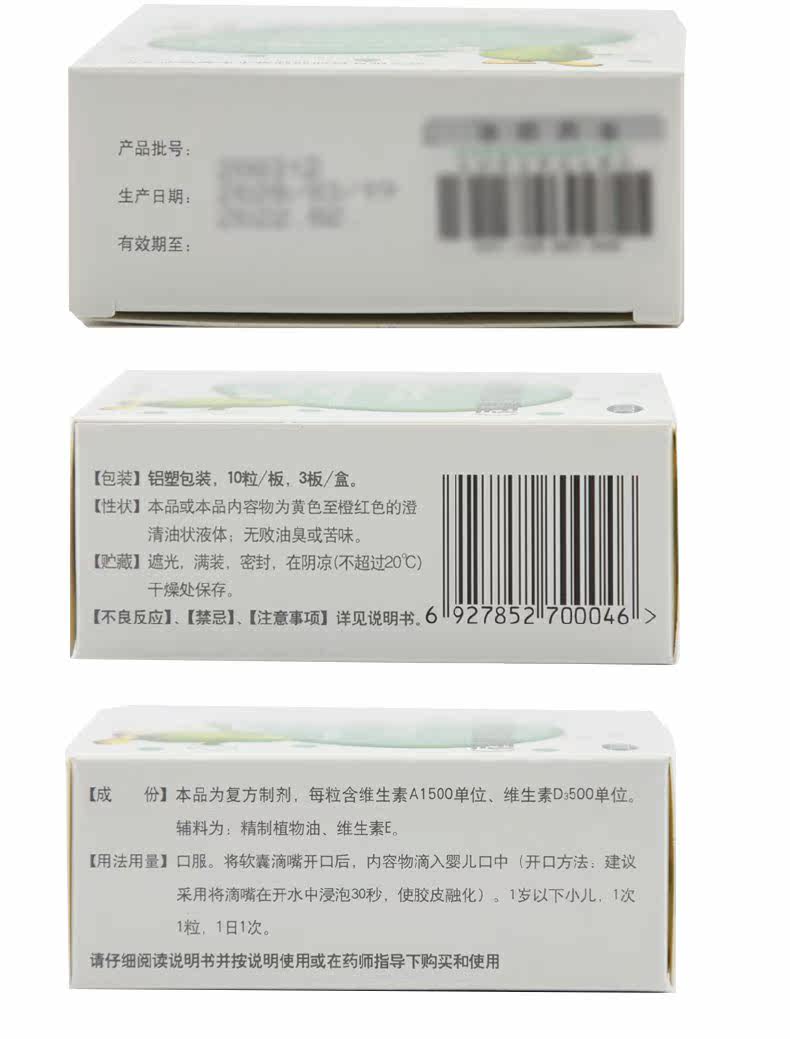 产品批号：
生产日期：
有效期至：
【包装】铝塑包装，10粒/板，3板/盒。
【性状】本品或本品内容物为黄色至橙红色的澄
清油状液体；无败油臭或苦味。
【贮藏】遮光，满装，密封，在阴凉(不超过20℃)
干燥处保存。
【不良反应】、【禁忌】、【注意事项】详见说明书。
6 927852 700046 >
【成 份】本品为复方制剂，每粒含维生素A1500单位、维生素D₃500单位。
辅料为：精制植物油、维生素E。
【用法用量】口服。将软囊滴嘴开口后，内容物滴入婴儿口中（开口方法：建议
采用将滴嘴在开水中浸泡30秒，使胶皮融化）。1岁以下小儿，1次
1粒，1日1次。
请仔细阅读说明书并按说明使用或在药师指导下购买和使用